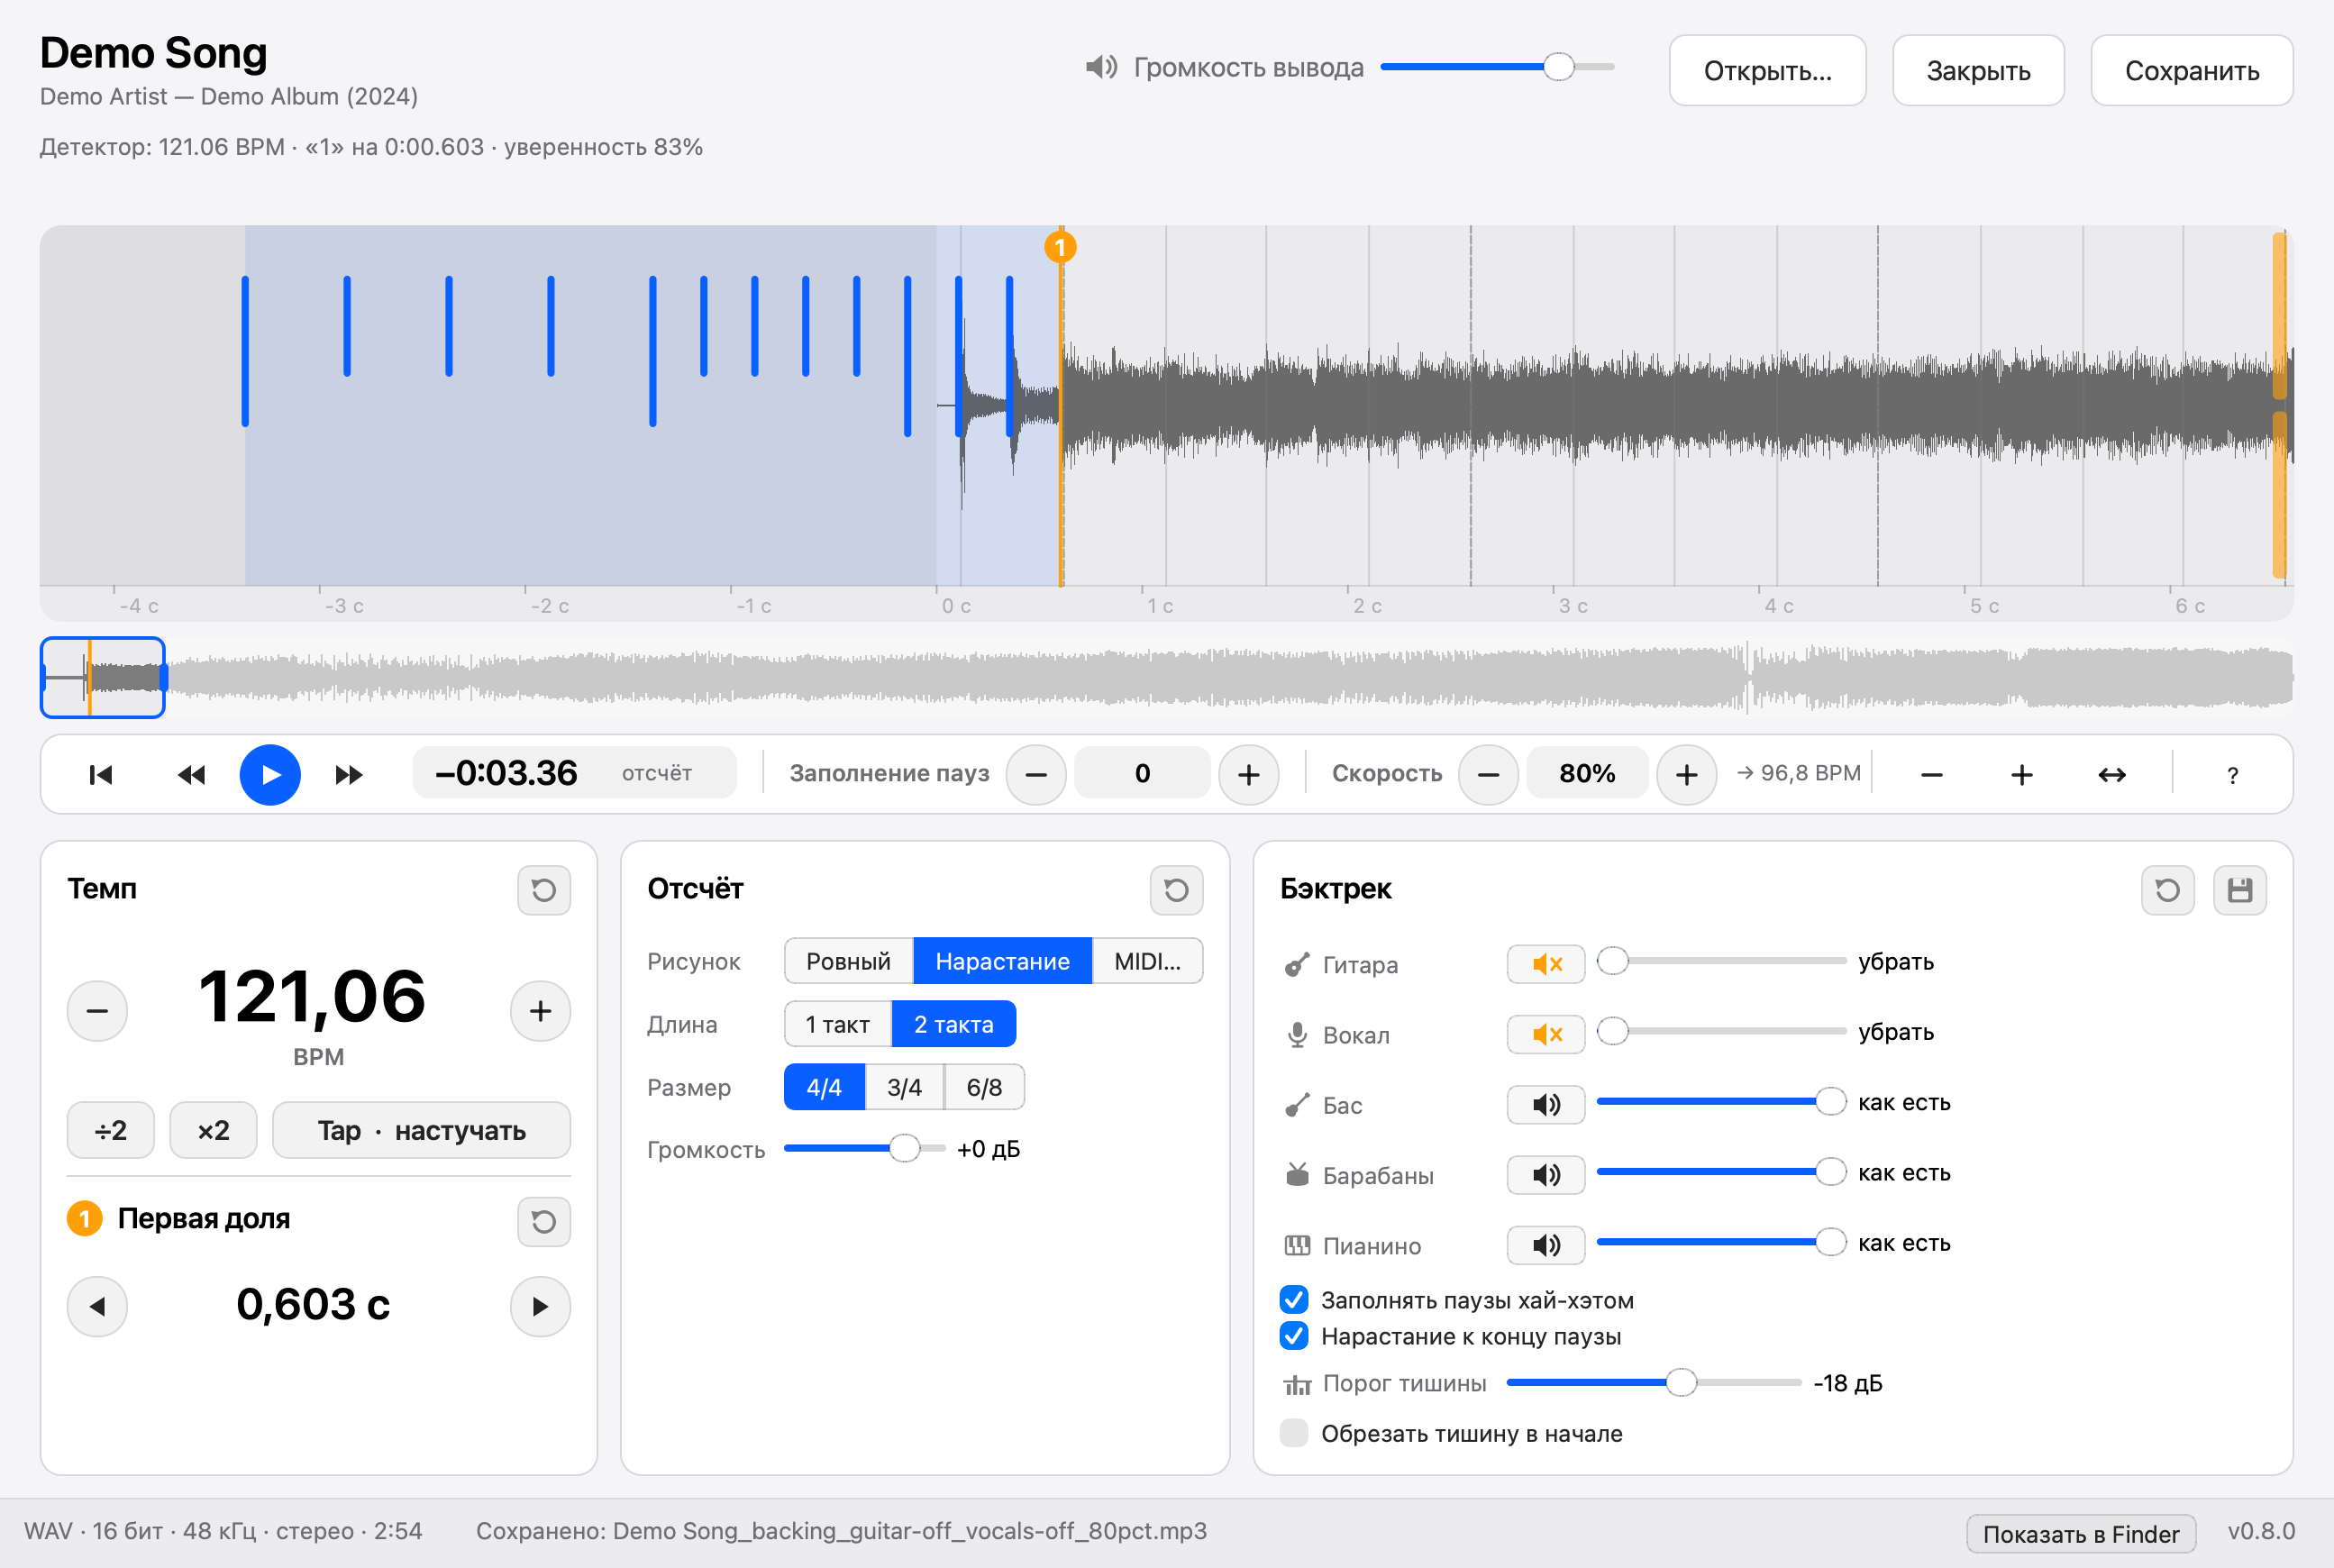 Demo Song
Demo Artist — Demo Album (2024)
Детектор: 121.06 BPM · «1» на 0:00.603 · уверенность 83%
Громкость вывода
Открыть...
Закрыть
Сохранить
1
-4 с -3 с -2 с -1 с 0 с 1 с 2 с 3 с 4 с 5 с 6 с
−0:03.36 отсчёт
Заполнение пауз − 0 +
Скорость − 80% + → 96,8 BPM
− + ↔ ?
Темп
− 121,06 +
BPM
÷2 ×2 Tap · настучать
1 Первая доля
0,603 с
Отсчёт
Рисунок Ровный Нарастание MIDI...
Длина 1 такт 2 такта
Размер 4/4 3/4 6/8
Громкость +0 дБ
Бэктрек
Гитара убрать
Вокал убрать
Бас как есть
Барабаны как есть
Пианино как есть
Заполнять паузы хай-хэтом
Нарастание к концу паузы
Порог тишины -18 дБ
Обрезать тишину в начале
WAV · 16 бит · 48 кГц · стерео · 2:54
Сохранено: Demo Song_backing_guitar-off_vocals-off_80pct.mp3
Показать в Finder
v0.8.0